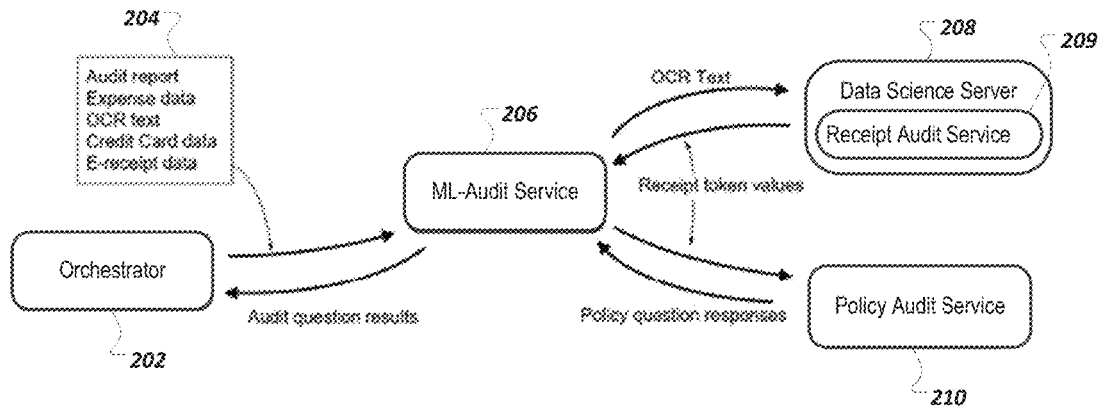 204
208
209
Audit report
Expense data
OCR text
Credit Card data
E-receipt data
OCR Text
Data Science Server
206
Receipt Audit Service
ML-Audit Service
Receipt token values
Orchestrator
Audit question results
Policy question responses
Policy Audit Service
202
210